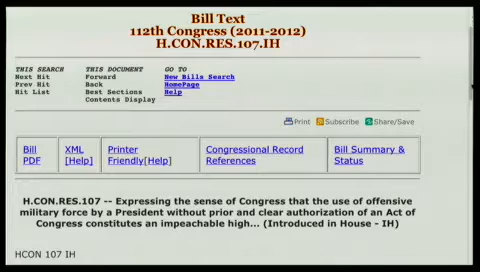 Bill Text
112th Congress (2011-2012)
H.CON.RES.107.IH
THIS SEARCH THIS DOCUMENT GO TO
Next Hit Forward New Bills Search
Prev Hit Back HomePage
Hit List Best Sections Help
Contents Display
Print Subscribe Share/Save
Bill PDF
XML [Help]
Printer Friendly[Help]
Congressional Record References
Bill Summary & Status
H.CON.RES.107 -- Expressing the sense of Congress that the use of offensive
military force by a President without prior and clear authorization of an Act of
Congress constitutes an impeachable high... (Introduced in House - IH)
HCON 107 IH